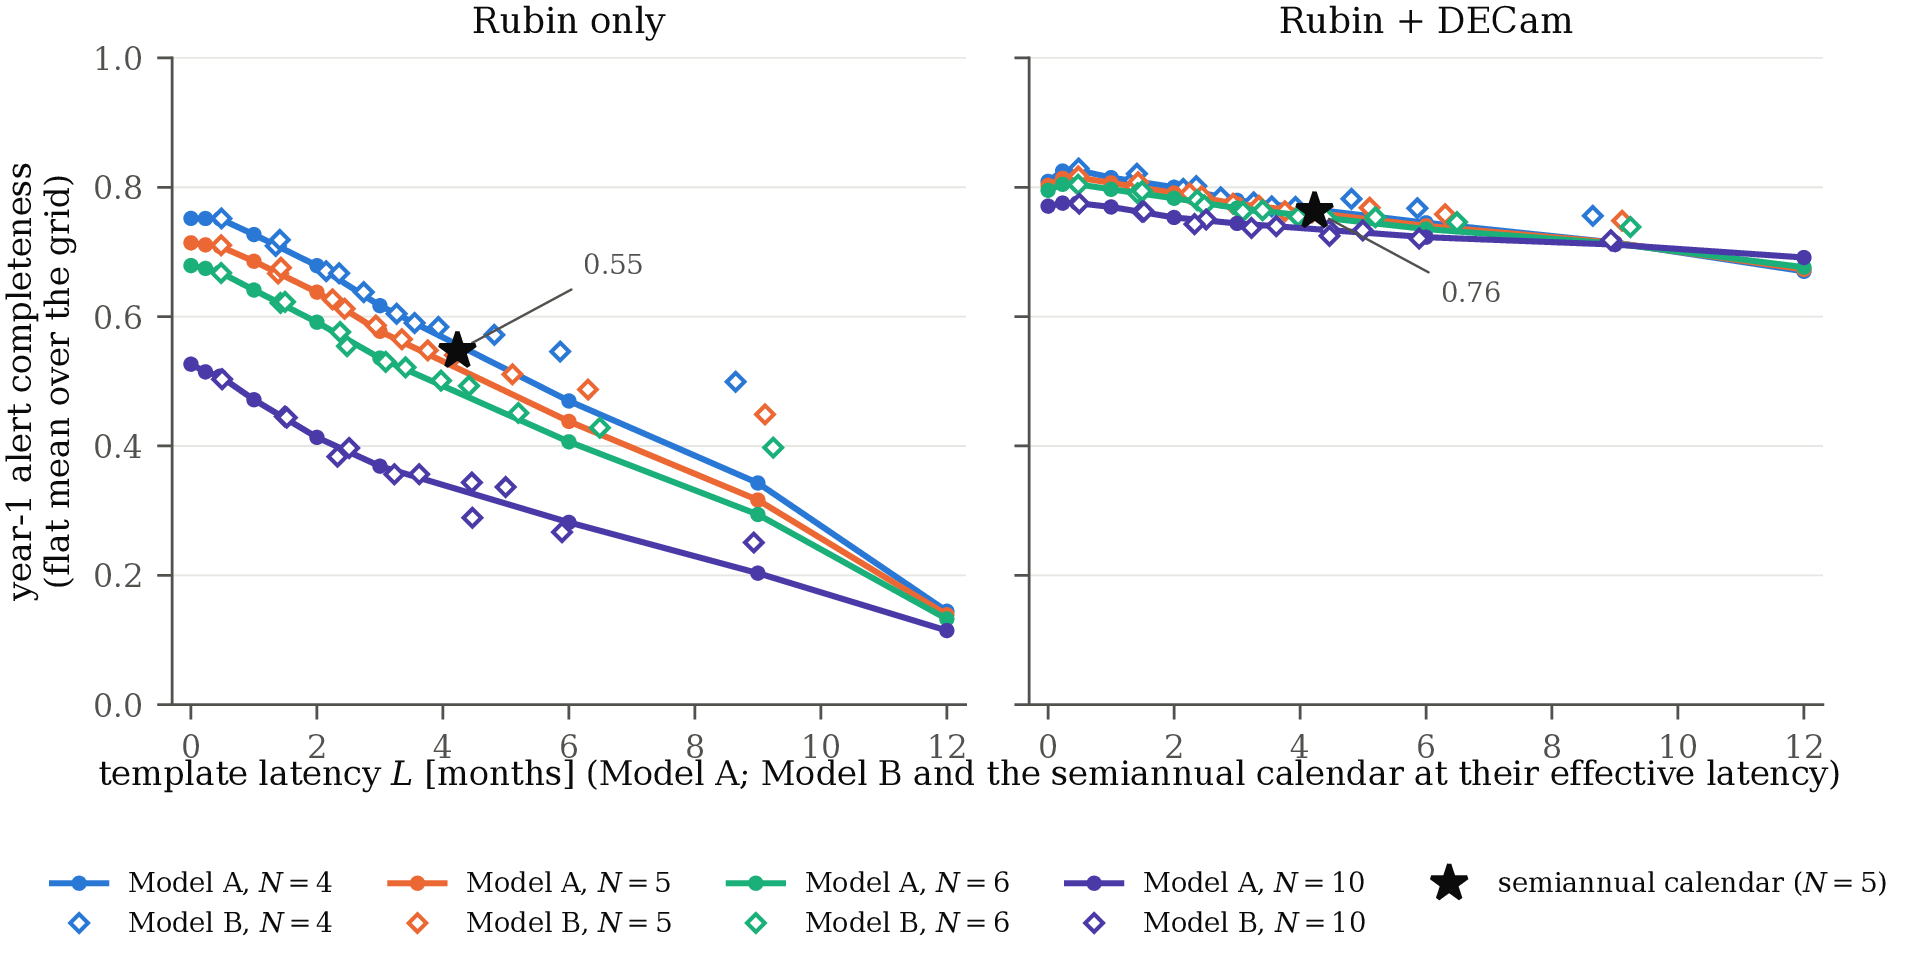 Rubin only
Rubin + DECam
year-1 alert completeness
(flat mean over the grid)
1.0
0.8
0.6
0.4
0.2
0.0
0.55
0.76
0 2 4 6 8 10 12
0 2 4 6 8 10 12
template latency L [months] (Model A; Model B and the semiannual calendar at their effective latency)
Model A, N = 4
Model A, N = 5
Model A, N = 6
Model A, N = 10
semiannual calendar (N = 5)
Model B, N = 4
Model B, N = 5
Model B, N = 6
Model B, N = 10